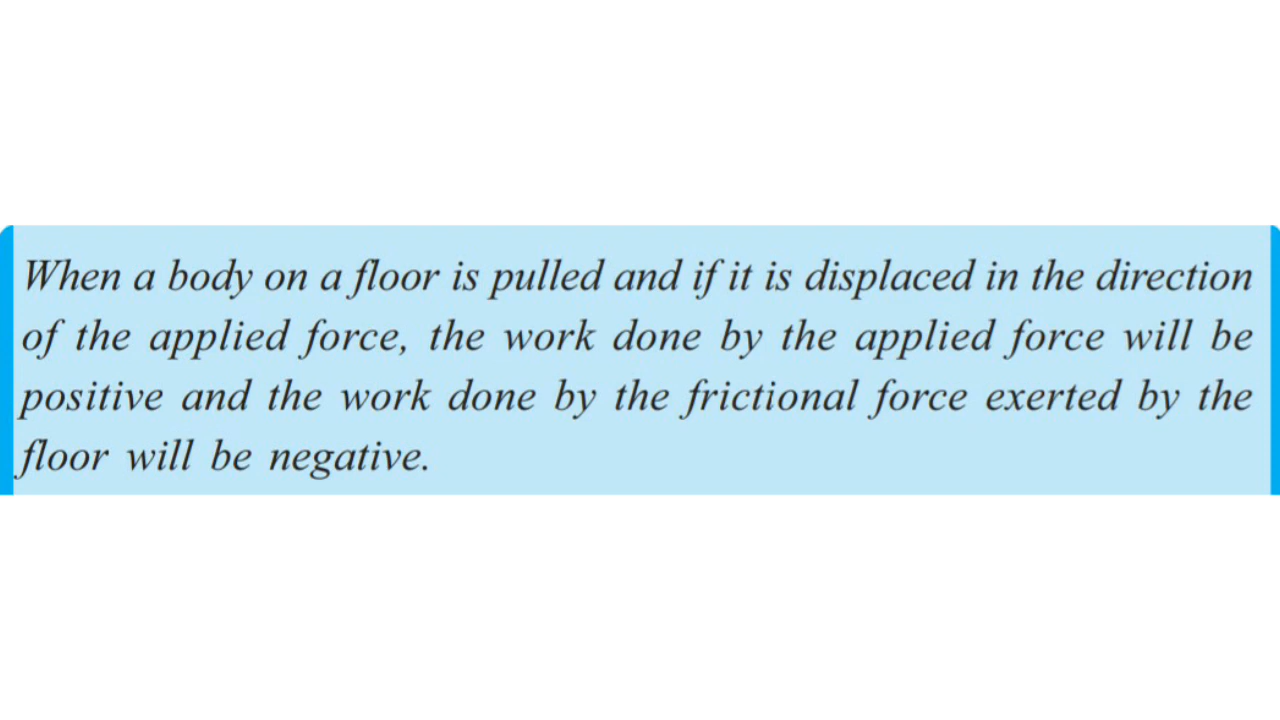 When a body on a floor is pulled and if it is displaced in the direction
of the applied force, the work done by the applied force will be
positive and the work done by the frictional force exerted by the
floor will be negative.